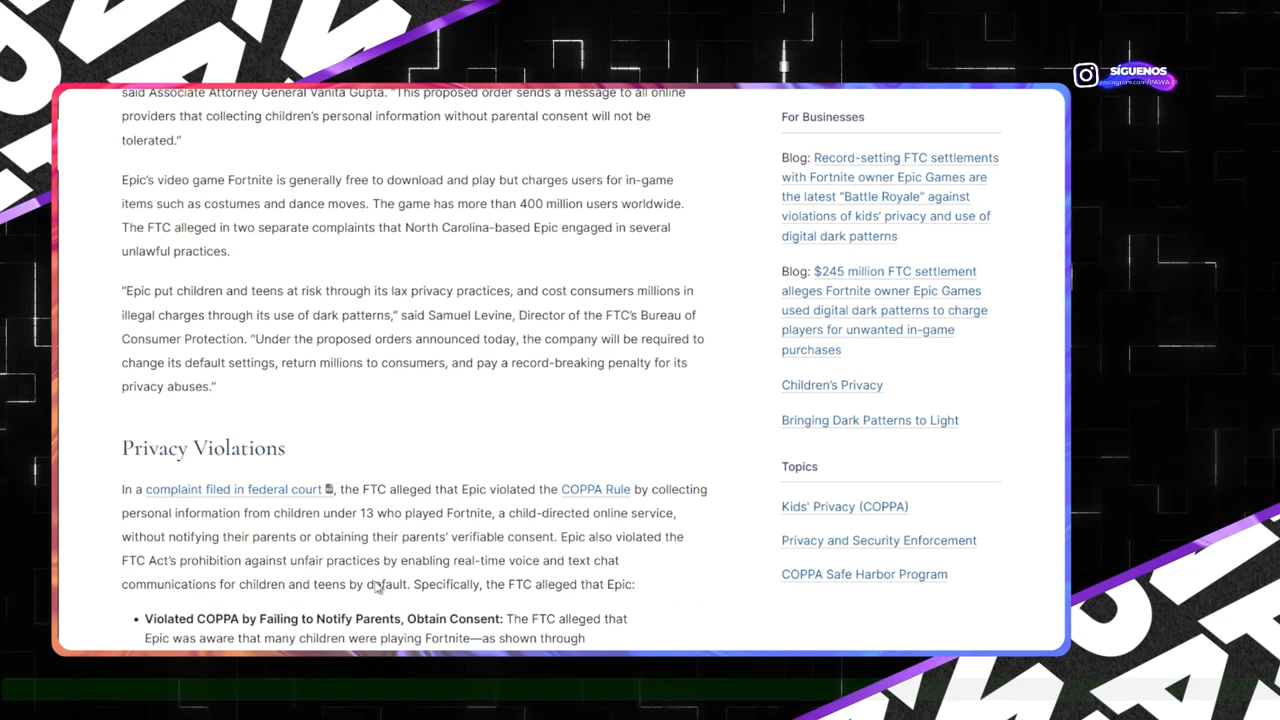 SÍGUENOS
said Associate Attorney General Vanita Gupta. “This proposed order sends a message to all online
providers that collecting children’s personal information without parental consent will not be
tolerated.”
Epic’s video game Fortnite is generally free to download and play but charges users for in-game
items such as costumes and dance moves. The game has more than 400 million users worldwide.
The FTC alleged in two separate complaints that North Carolina-based Epic engaged in several
unlawful practices.
“Epic put children and teens at risk through its lax privacy practices, and cost consumers millions in
illegal charges through its use of dark patterns,” said Samuel Levine, Director of the FTC’s Bureau of
Consumer Protection. “Under the proposed orders announced today, the company will be required to
change its default settings, return millions to consumers, and pay a record-breaking penalty for its
privacy abuses.”
Privacy Violations
In a complaint filed in federal court, the FTC alleged that Epic violated the COPPA Rule by collecting
personal information from children under 13 who played Fortnite, a child-directed online service,
without notifying their parents or obtaining their parents’ verifiable consent. Epic also violated the
FTC Act’s prohibition against unfair practices by enabling real-time voice and text chat
communications for children and teens by default. Specifically, the FTC alleged that Epic:
• Violated COPPA by Failing to Notify Parents, Obtain Consent: The FTC alleged that
Epic was aware that many children were playing Fortnite—as shown through
For Businesses
Blog: Record-setting FTC settlements
with Fortnite owner Epic Games are
the latest “Battle Royale” against
violations of kids’ privacy and use of
digital dark patterns
Blog: $245 million FTC settlement
alleges Fortnite owner Epic Games
used digital dark patterns to charge
players for unwanted in-game
purchases
Children’s Privacy
Bringing Dark Patterns to Light
Topics
Kids' Privacy (COPPA)
Privacy and Security Enforcement
COPPA Safe Harbor Program